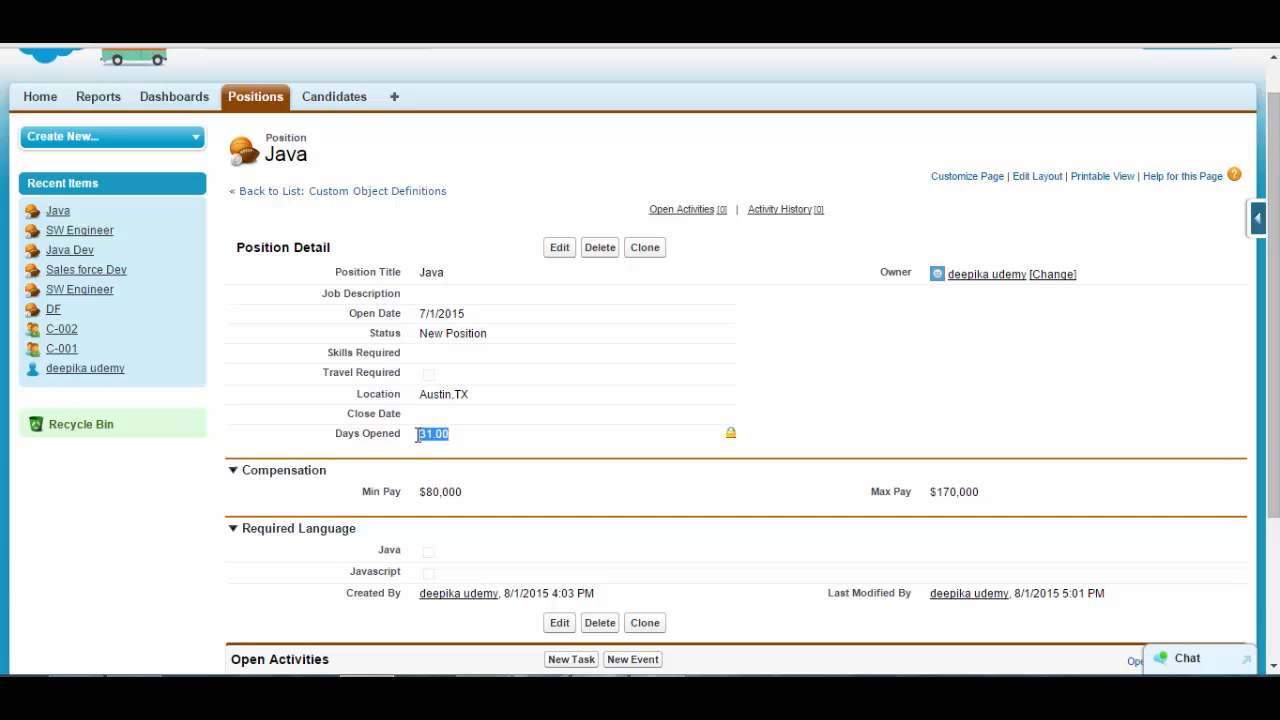 Home Reports Dashboards Positions Candidates +
Create New...
Position
Java
Recent Items
Customize Page | Edit Layout | Printable View | Help for this Page ?
« Back to List: Custom Object Definitions
Java
SW Engineer
Java Dev
Sales force Dev
SW Engineer
DF
C-002
C-001
deepika udemy
Recycle Bin
Open Activities [0] | Activity History [0]
Position Detail Edit Delete Clone
Position Title Java Owner deepika udemy [Change]
Job Description
Open Date 7/1/2015
Status New Position
Skills Required
Travel Required
Location Austin,TX
Close Date
Days Opened 31.00
Compensation
Min Pay $80,000 Max Pay $170,000
Required Language
Java
Javascript
Created By deepika udemy, 8/1/2015 4:03 PM Last Modified By deepika udemy, 8/1/2015 5:01 PM
Edit Delete Clone
Open Activities New Task New Event
Chat